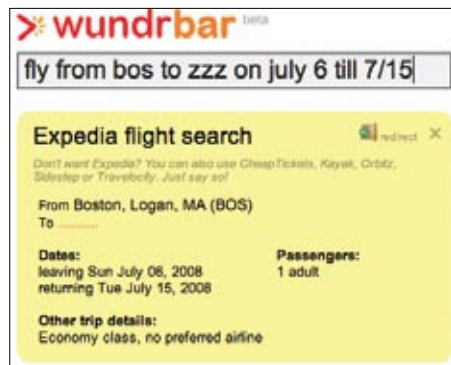 wundrbar beta
fly from bos to zzz on july 6 till 7/15
Expedia flight search redirect ×
Don't want Expedia? You can also use CheapTickets, Kayak, Orbitz,
Sidestep or Travelocity. Just say so!
From Boston, Logan, MA (BOS)
To ..........
Dates: Passengers:
leaving Sun July 06, 2008 1 adult
returning Tue July 15, 2008
Other trip details:
Economy class, no preferred airline